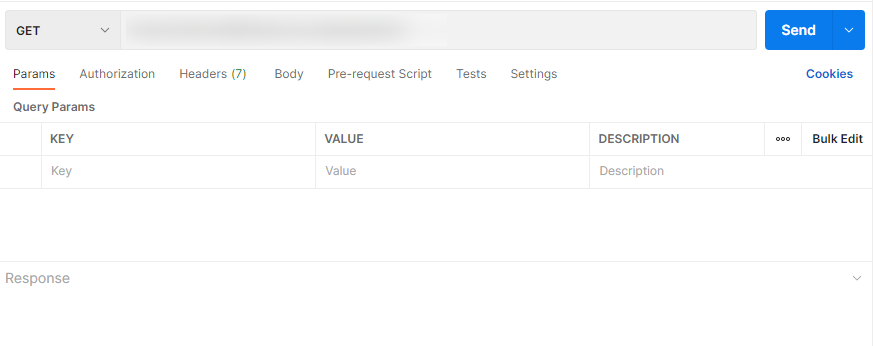 GET Send
Params Authorization Headers (7) Body Pre-request Script Tests Settings Cookies
Query Params
KEY VALUE DESCRIPTION ooo Bulk Edit
Key Value Description
Response